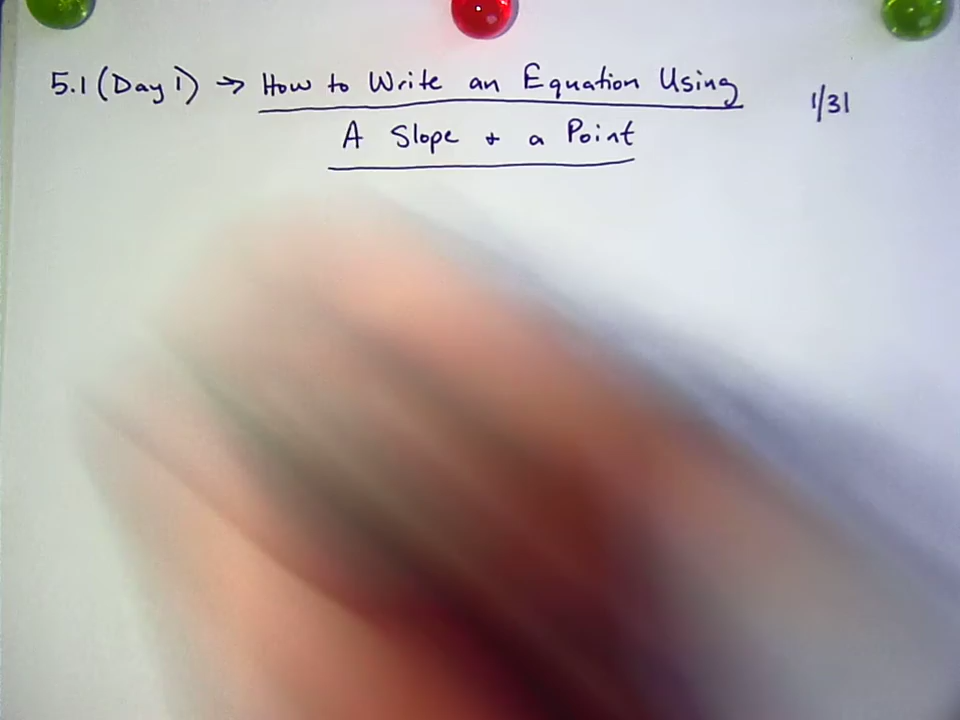 5.1 (Day 1) → How to Write an Equation Using 1/31
A Slope + a Point